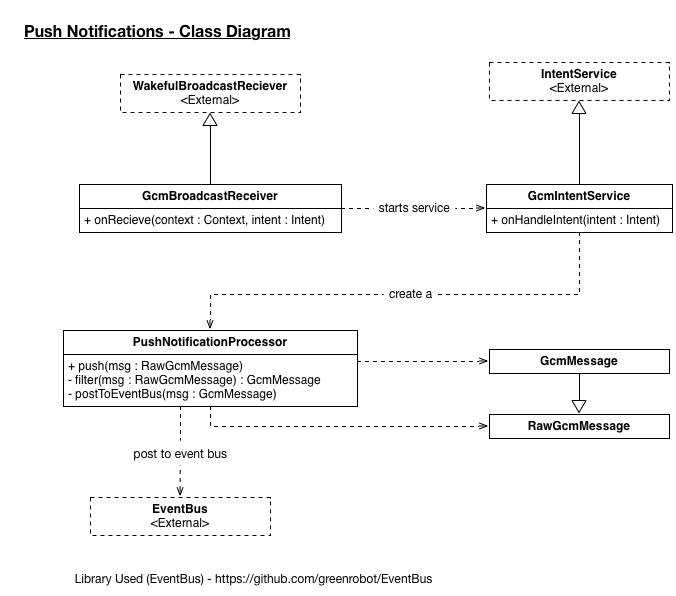 Push Notifications - Class Diagram
WakefulBroadcastReciever
<External>
IntentService
<External>
GcmBroadcastReceiver
+ onRecieve(context : Context, intent : Intent)
starts service
GcmIntentService
+ onHandleIntent(intent : Intent)
create a
PushNotificationProcessor
+ push(msg : RawGcmMessage)
- filter(msg : RawGcmMessage) : GcmMessage
- postToEventBus(msg : GcmMessage)
GcmMessage
RawGcmMessage
post to event bus
EventBus
<External>
Library Used (EventBus) - https://github.com/greenrobot/EventBus